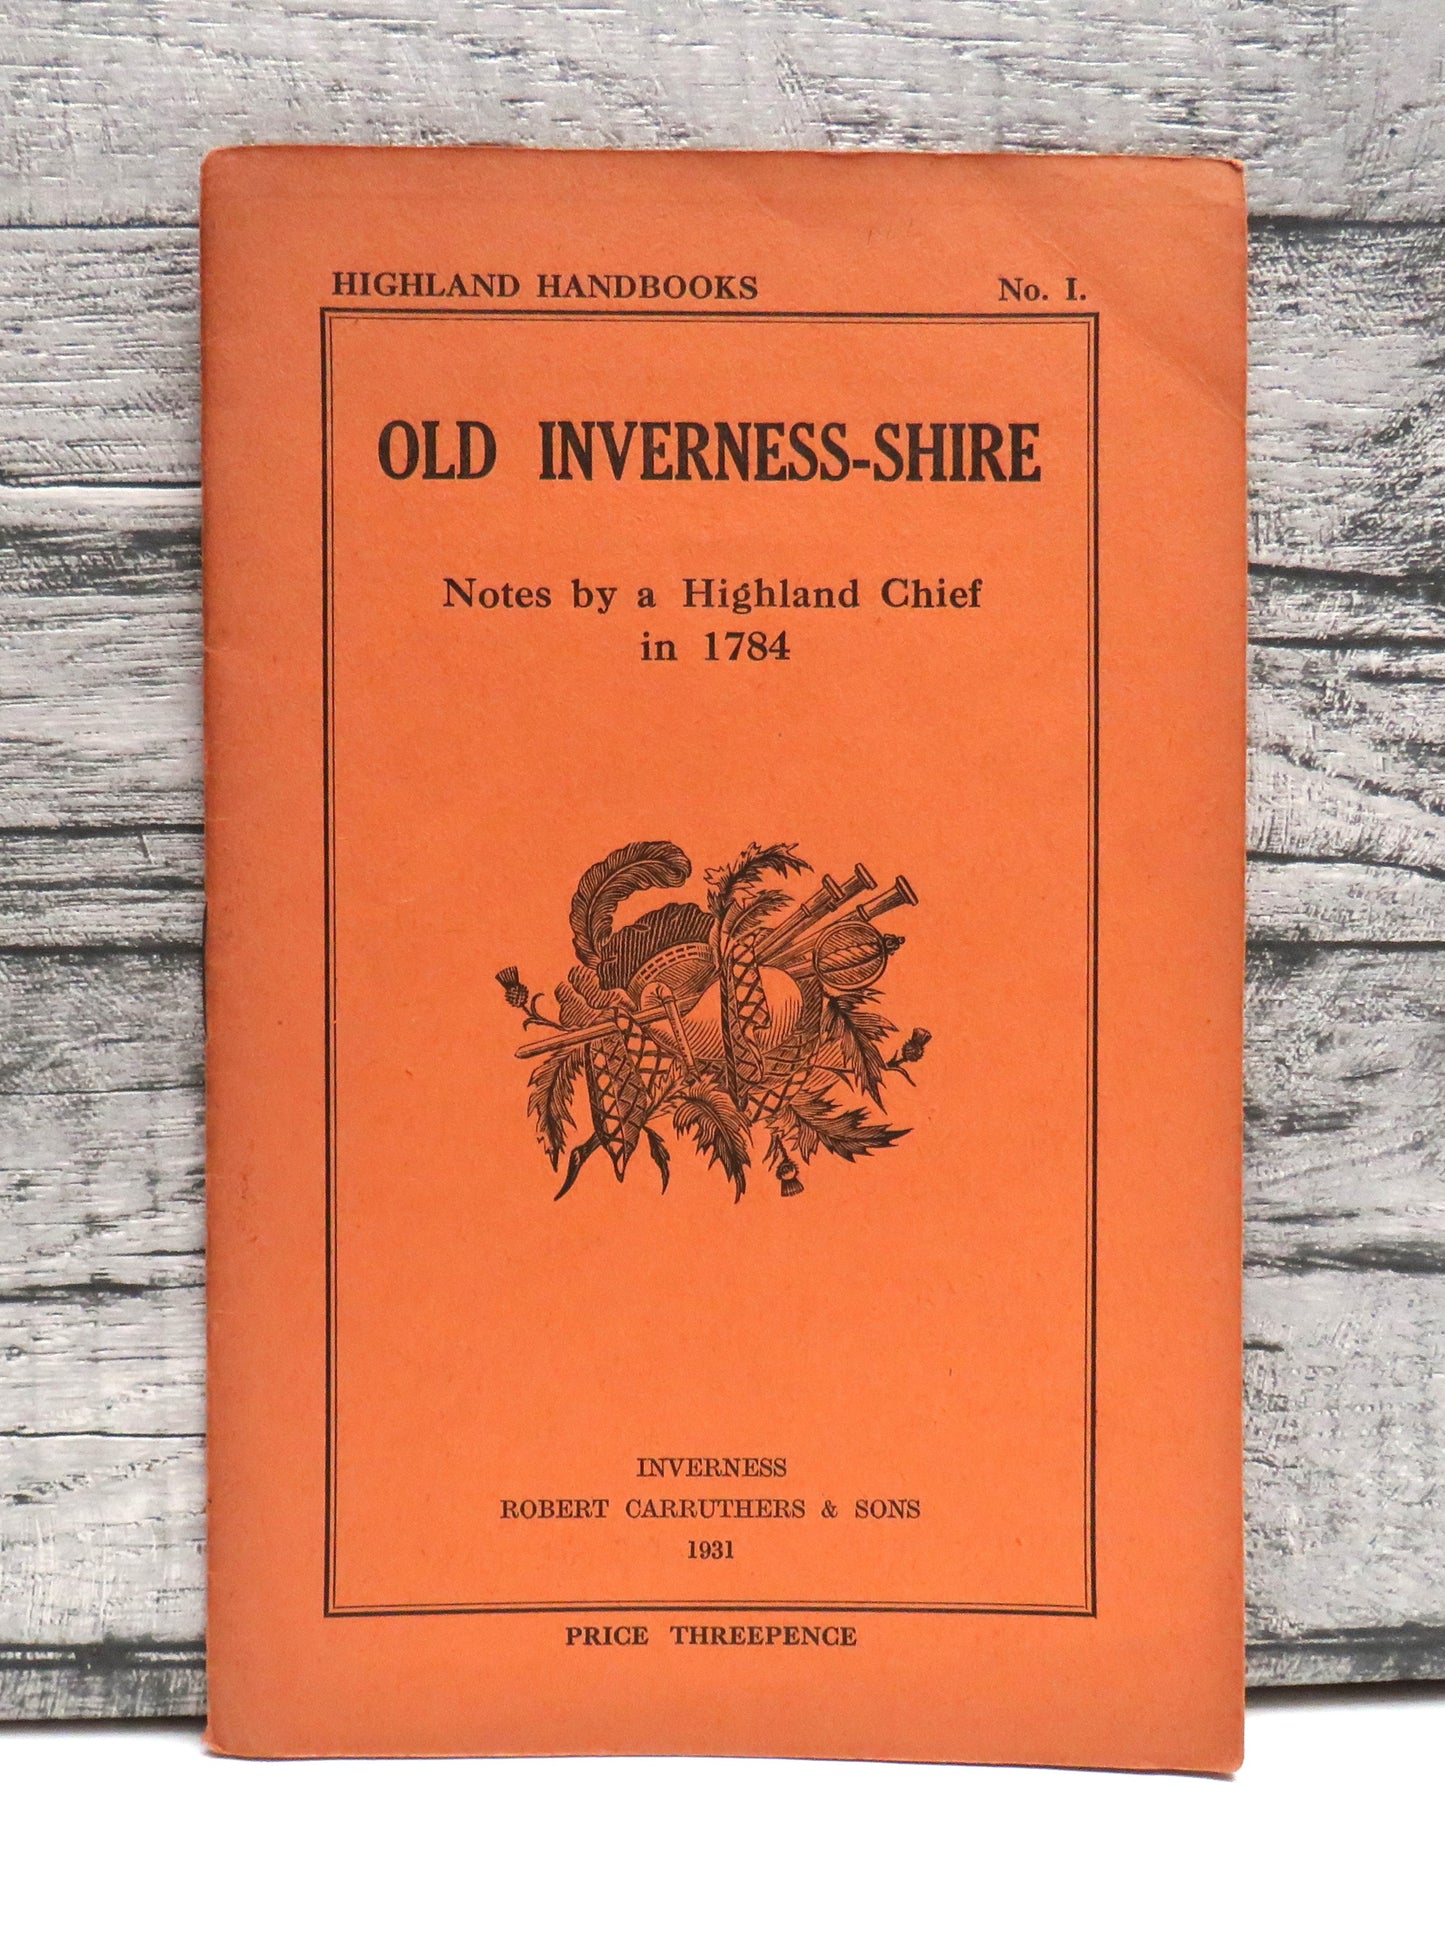 HIGHLAND HANDBOOKS No. I.
OLD INVERNESS-SHIRE
Notes by a Highland Chief
in 1784
INVERNESS
ROBERT CARRUTHERS & SONS
1931
PRICE THREEPENCE